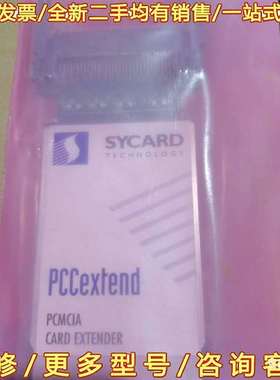 发票/全新二手均有销售/一站式
SYCARD
TECHNOLOGY
PCCextend
PCMCIA
CARD EXTENDER
修/更多型号/咨询客